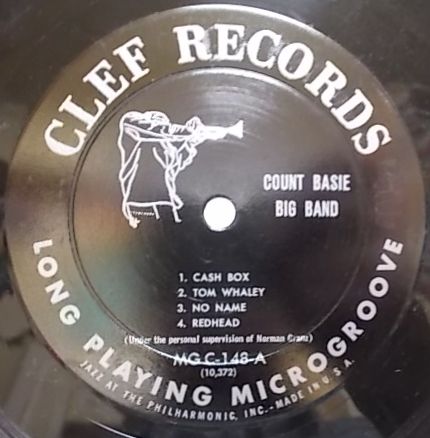 CLEF RECORDS
COUNT BASIE
BIG BAND
1. CASH BOX
2. TOM WHALEY
3. NO NAME
4. REDHEAD
(Under the personal supervision of Norman Granz)
MG C-148-A
(10,372)
LONG PLAYING MICROGROOVE
JAZZ AT THE PHILHARMONIC, INC.-MADE IN U.S.A.